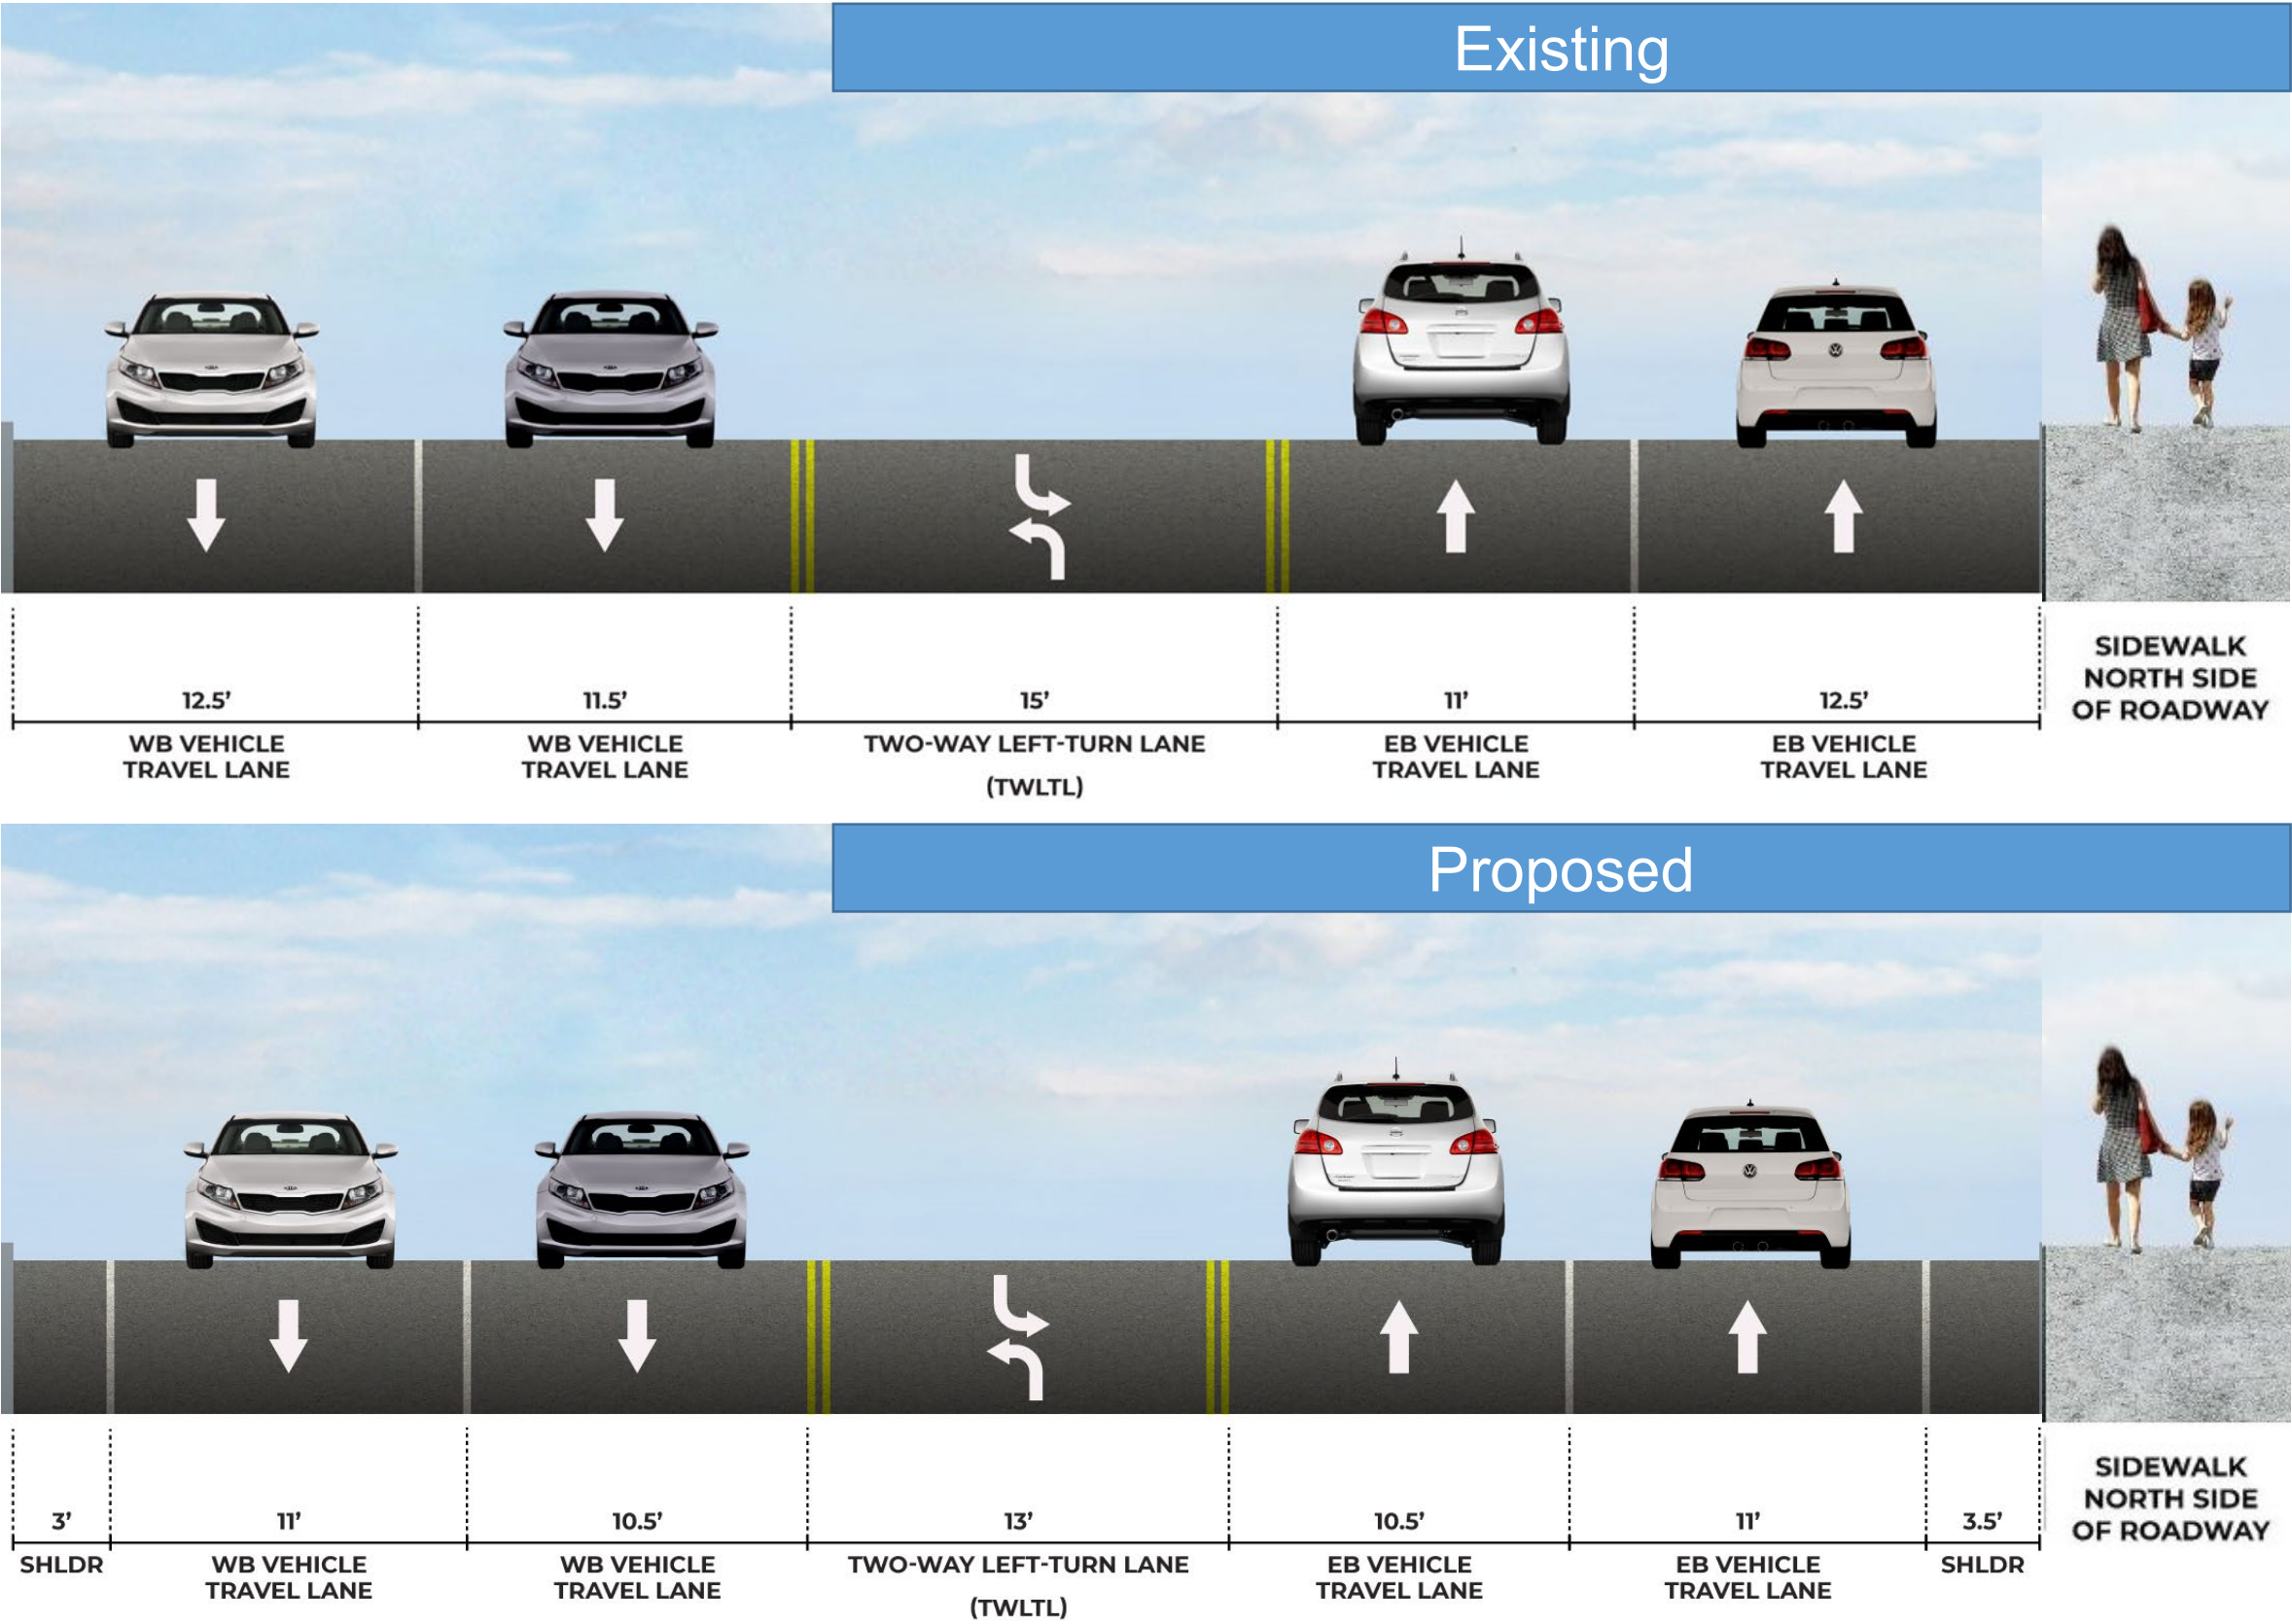 Existing
12.5’
11.5’
15’
11’
12.5’
WB VEHICLE
TRAVEL LANE
WB VEHICLE
TRAVEL LANE
TWO-WAY LEFT-TURN LANE
(TWLTL)
EB VEHICLE
TRAVEL LANE
EB VEHICLE
TRAVEL LANE
SIDEWALK
NORTH SIDE
OF ROADWAY
Proposed
3’
11’
10.5’
13’
10.5’
11’
3.5’
SHLDR
WB VEHICLE
TRAVEL LANE
WB VEHICLE
TRAVEL LANE
TWO-WAY LEFT-TURN LANE
(TWLTL)
EB VEHICLE
TRAVEL LANE
EB VEHICLE
TRAVEL LANE
SHLDR
SIDEWALK
NORTH SIDE
OF ROADWAY